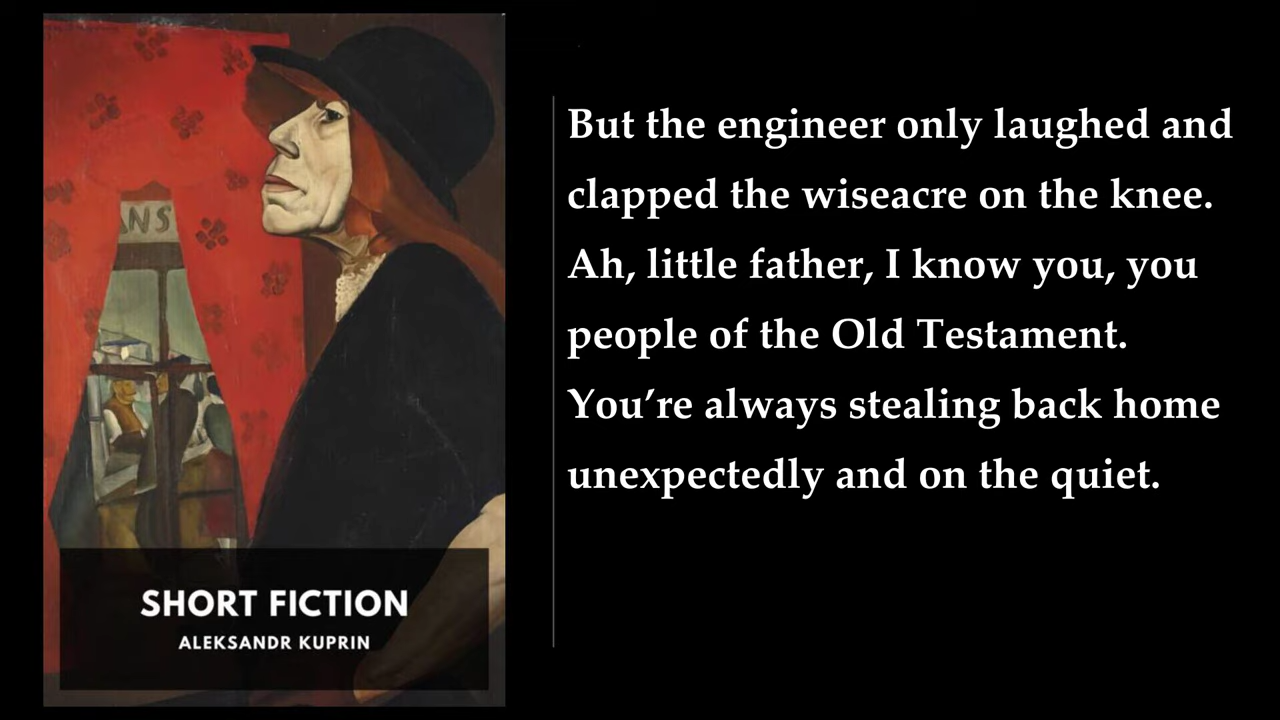 ANS
SHORT FICTION
ALEKSANDR KUPRIN
But the engineer only laughed and
clapped the wiseacre on the knee.
Ah, little father, I know you, you
people of the Old Testament.
You’re always stealing back home
unexpectedly and on the quiet.